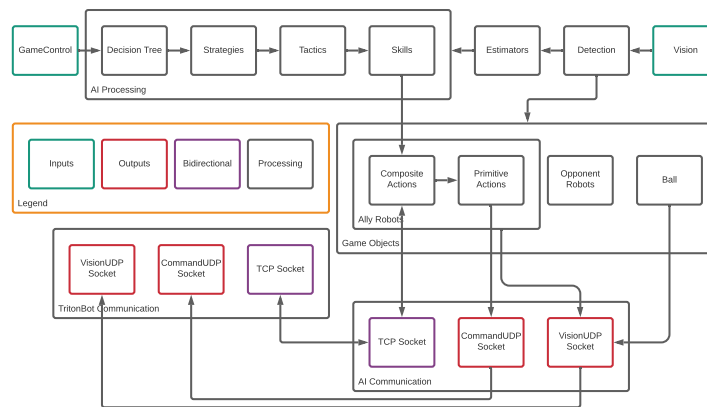 GameControl
Decision Tree
Strategies
Tactics
Skills
Estimators
Detection
Vision
AI Processing
Inputs
Outputs
Bidirectional
Processing
Legend
Composite
Actions
Primitive
Actions
Opponent
Robots
Ball
Ally Robots
Game Objects
VisionUDP
Socket
CommandUDP
Socket
TCP Socket
TritonBot Communication
TCP Socket
CommandUDP
Socket
VisionUDP
Socket
AI Communication